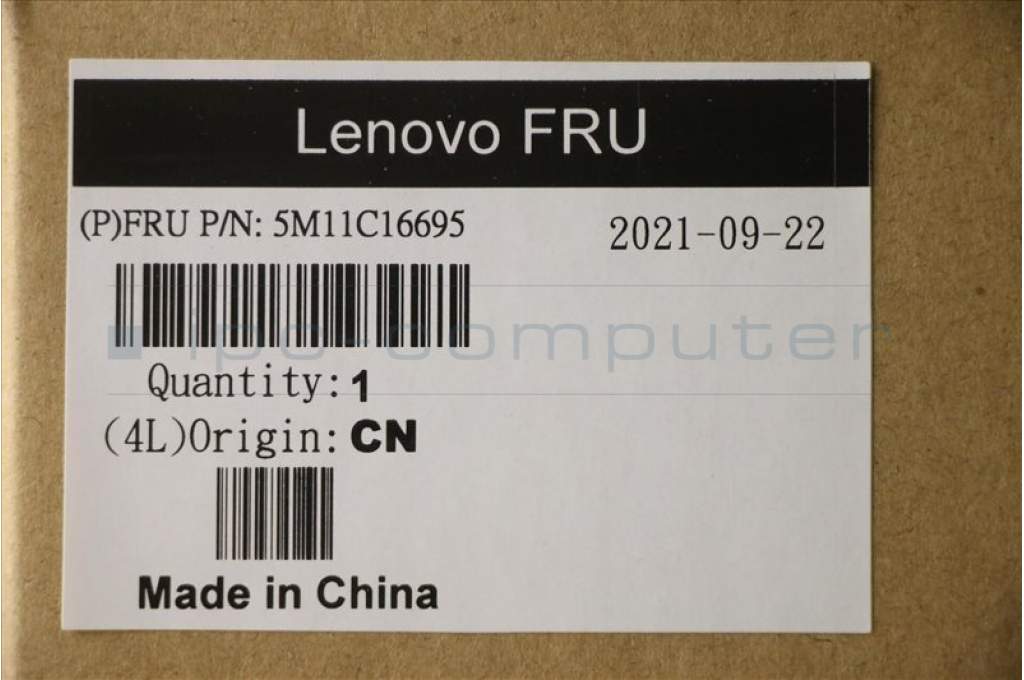 Lenovo FRU
(P)FRU P/N: 5M11C16695
2021-09-22
ipc-computer
Quantity:1
(4L)Origin:CN
Made in China